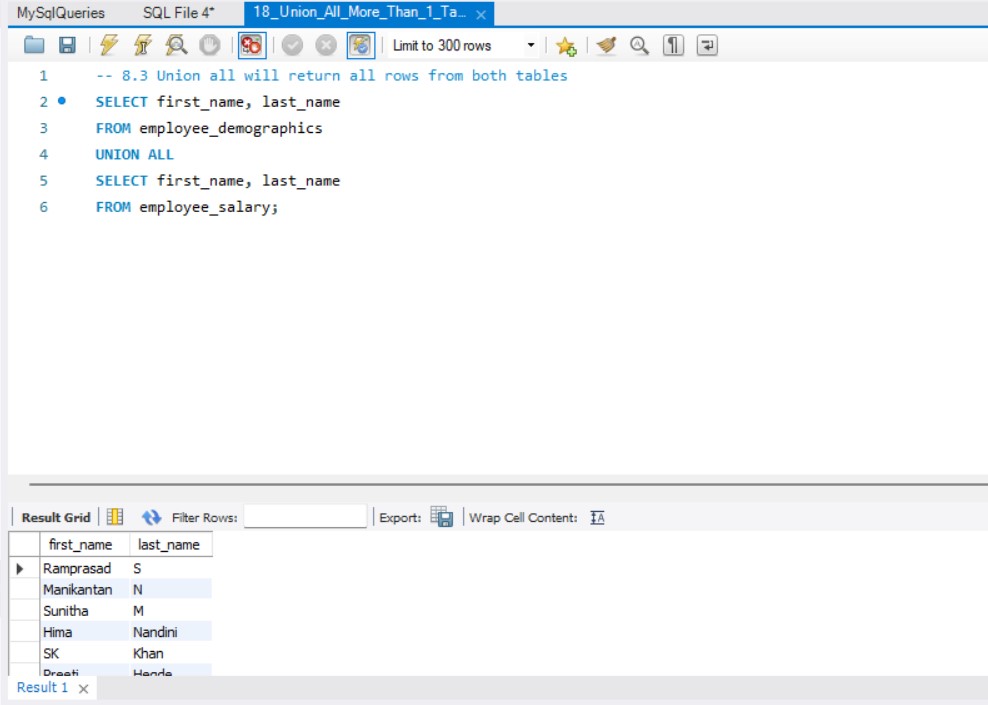 MySqlQueries SQL File 4* 18_Union_All_More_Than_1_Ta...
Limit to 300 rows
1 -- 8.3 Union all will return all rows from both tables
2 SELECT first_name, last_name
3 FROM employee_demographics
4 UNION ALL
5 SELECT first_name, last_name
6 FROM employee_salary;
Result Grid Filter Rows: Export: Wrap Cell Content: IA
first_name last_name
Ramprasad S
Manikantan N
Sunitha M
Hima Nandini
SK Khan
Preeti Hegde
Result 1